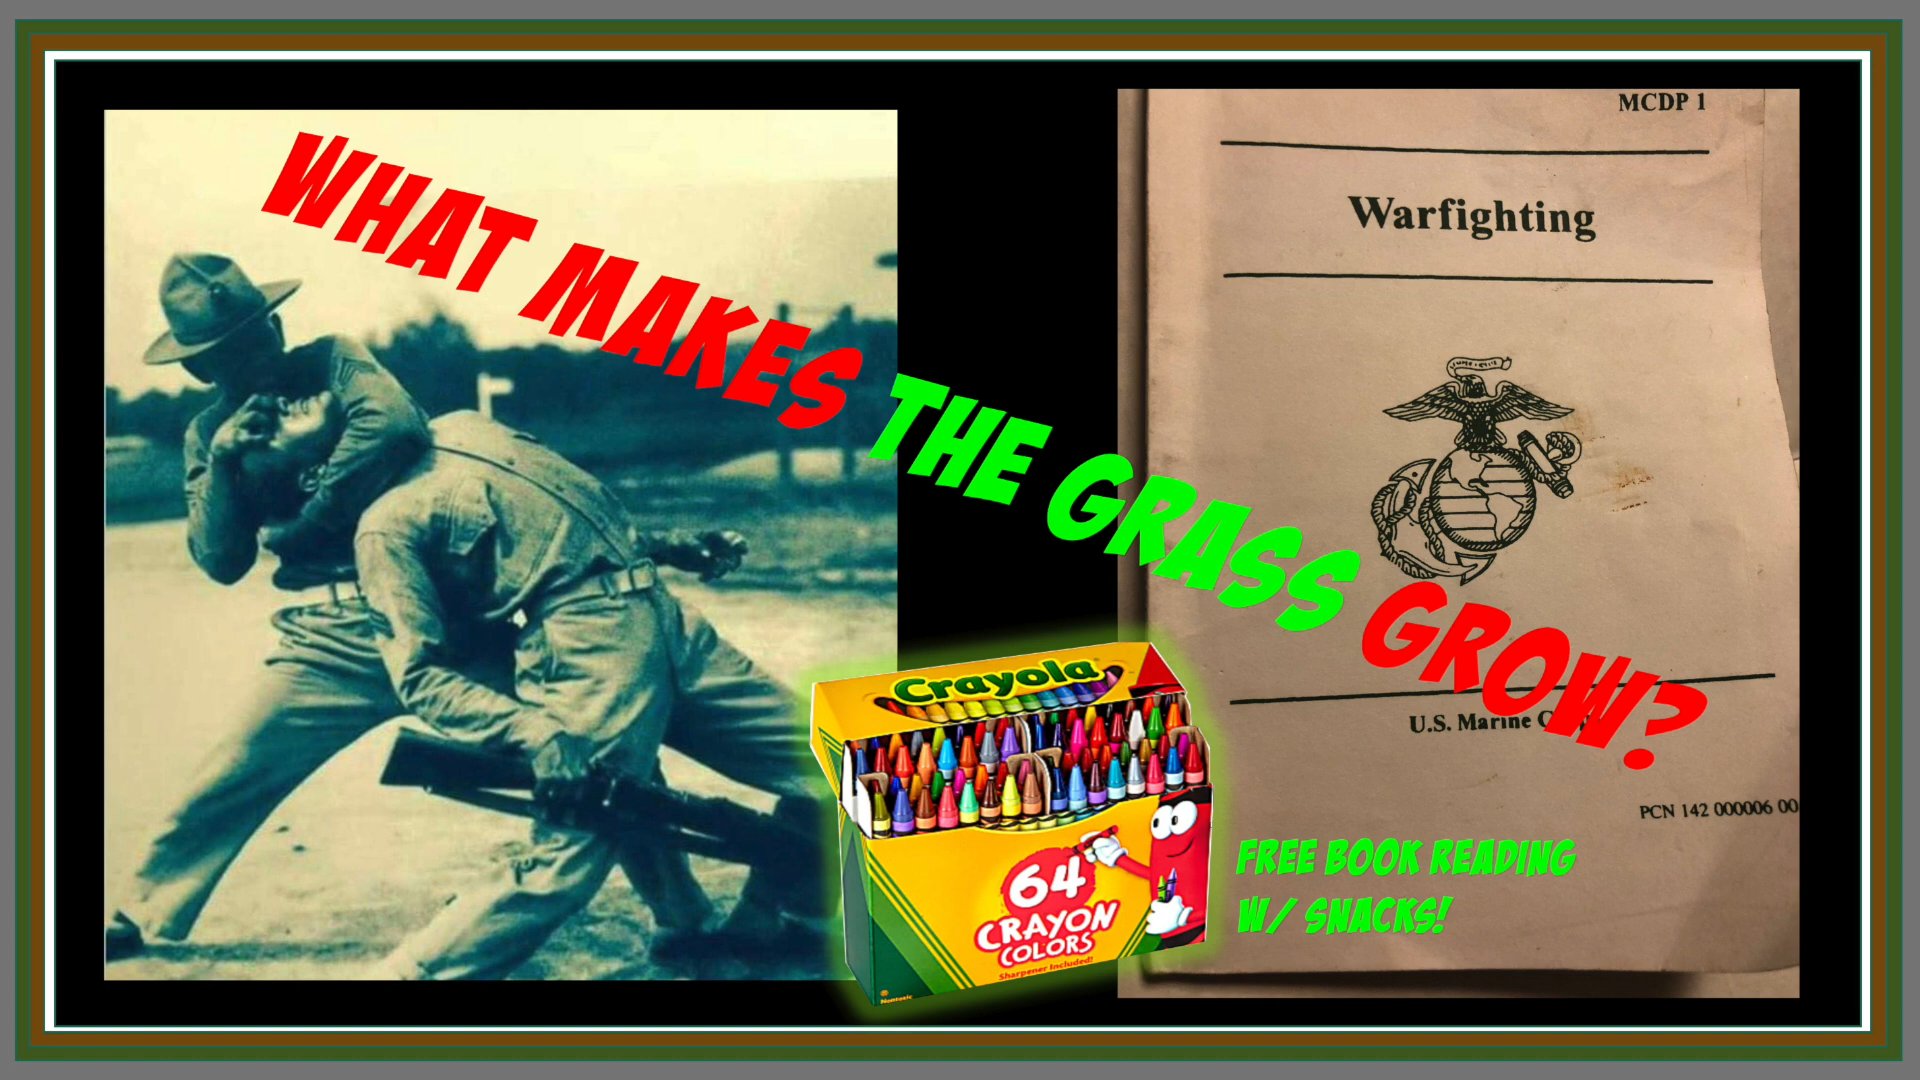 WHAT MAKES THE GRASS GROW?
MCDP 1
Warfighting
U.S. Marine
PCN 142 000006 00
Crayola
64
CRAYON
COLORS
Sharpener Included!
Nontoxic
FREE BOOK READING
W/ SNACKS!